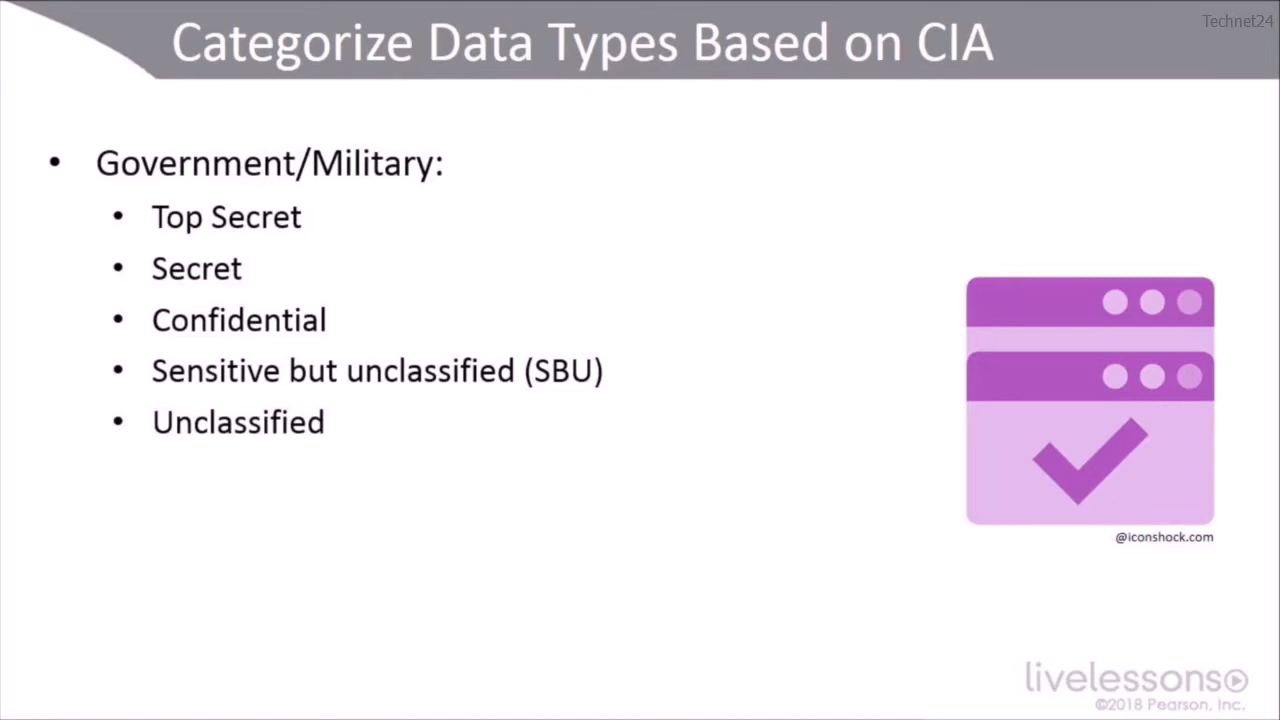 Technet24
Categorize Data Types Based on CIA
• Government/Military:
• Top Secret
• Secret
• Confidential
• Sensitive but unclassified (SBU)
• Unclassified
@iconshock.com
livelessons
©2018 Pearson, Inc.